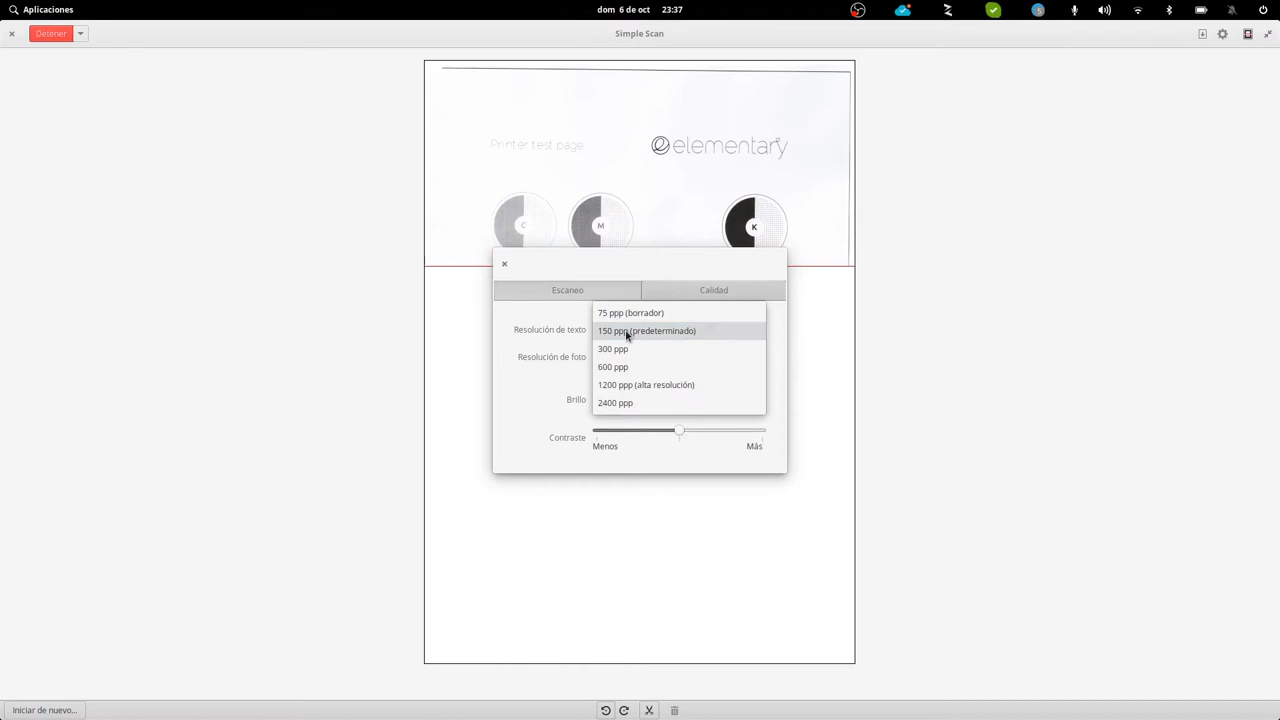 Aplicaciones
dom 6 de oct 23:37
Detener
Simple Scan
Printer test page
elementary
C
M
K
Escaneo
Calidad
Resolución de texto
75 ppp (borrador)
150 ppp (predeterminado)
300 ppp
600 ppp
1200 ppp (alta resolución)
2400 ppp
Resolución de foto
Brillo
Contraste
Menos
Más
Iniciar de nuevo...